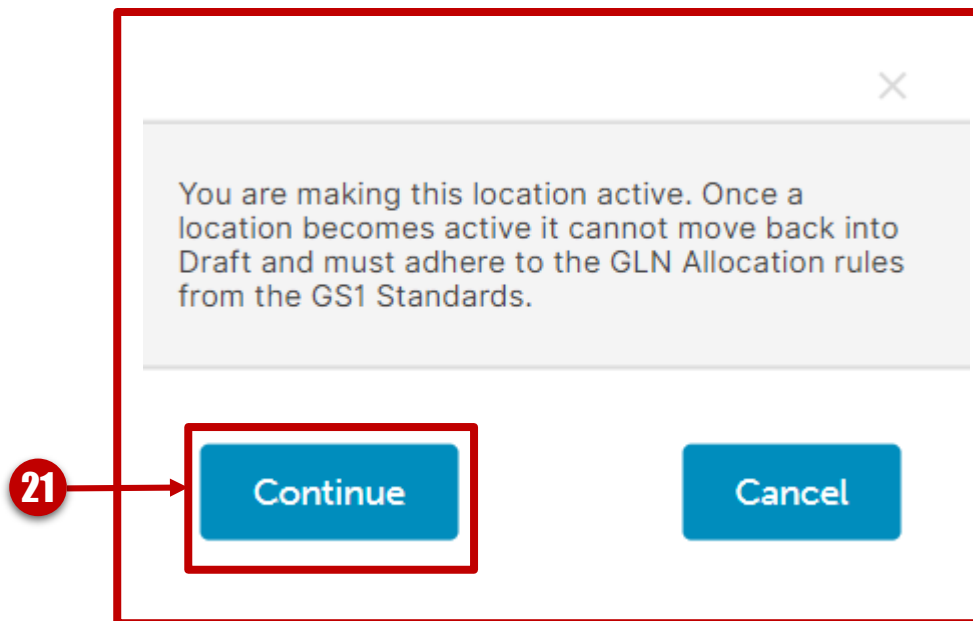 You are making this location active. Once a
location becomes active it cannot move back into
Draft and must adhere to the GLN Allocation rules
from the GS1 Standards.
21
Continue
Cancel